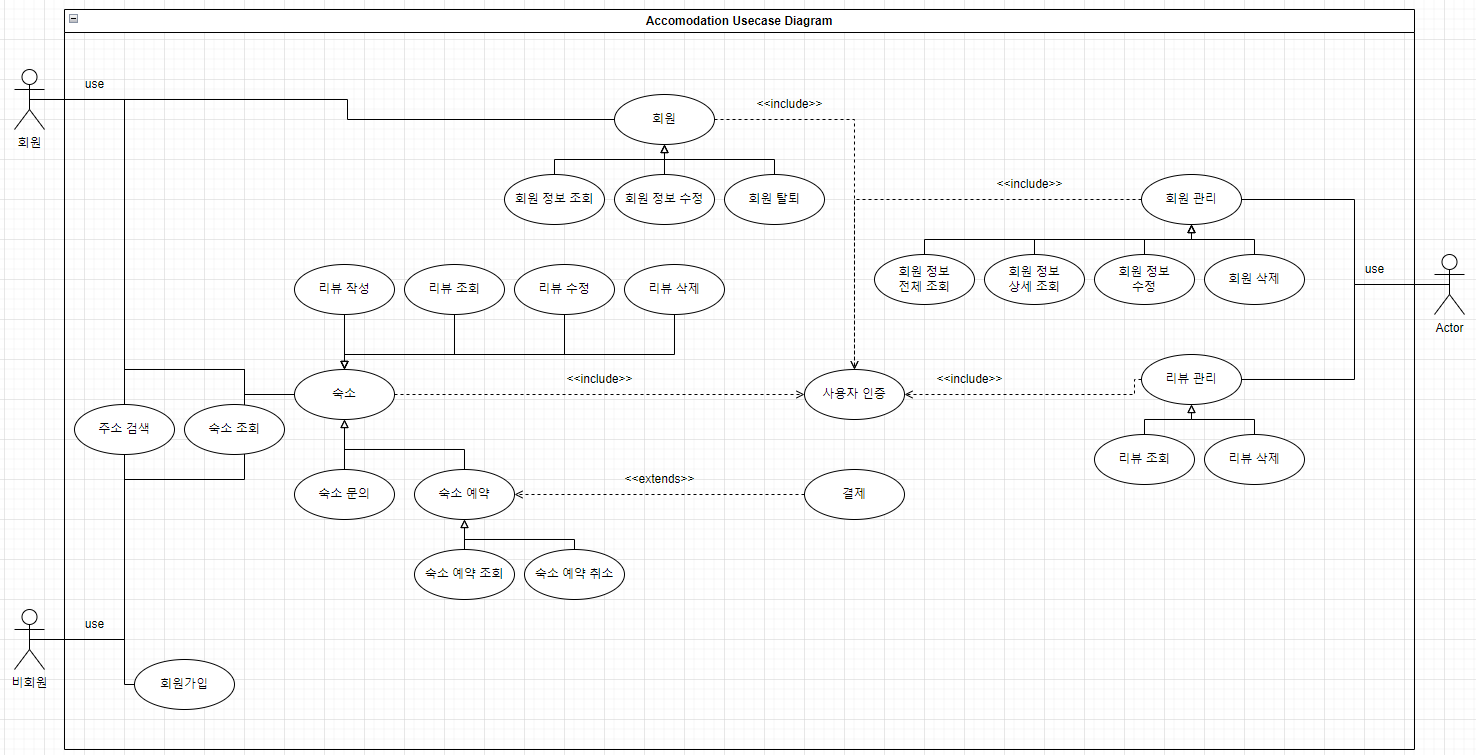 Accomodation Usecase Diagram
use
회원
회원
<<include>>
회원 정보 조회
회원 정보 수정
회원 탈퇴
<<include>>
회원 관리
회원 정보
전체 조회
회원 정보
상세 조회
회원 정보
수정
회원 삭제
use
Actor
리뷰 작성
리뷰 조회
리뷰 수정
리뷰 삭제
숙소
<<include>>
사용자 인증
<<include>>
리뷰 관리
주소 검색
숙소 조회
리뷰 조회
리뷰 삭제
숙소 문의
숙소 예약
<<extends>>
결제
숙소 예약 조회
숙소 예약 취소
use
비회원
회원가입